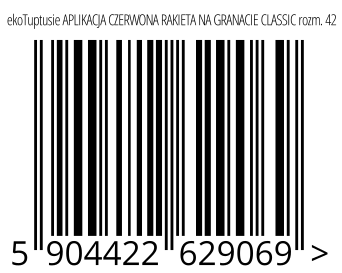 ekoTuptusie APLIKACJA CZERWONA RAKIETA NA GRANACIE CLASSIC rozm. 42
5 904422 629069 >